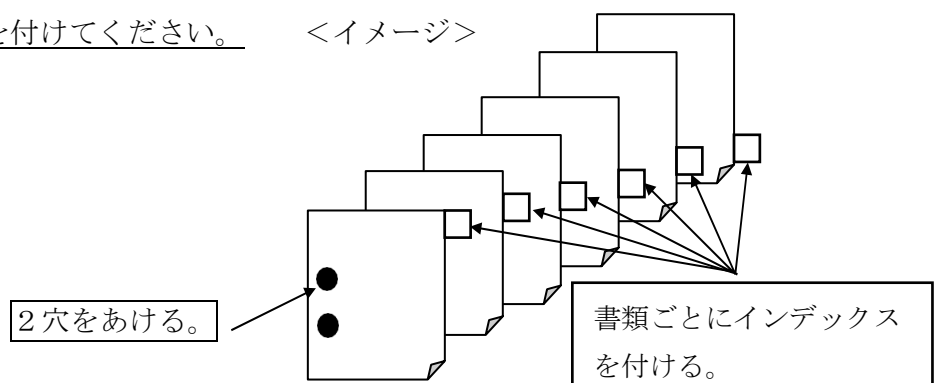 を付けてください。 ＜イメージ＞
２穴をあける。
書類ごとにインデックス
を付ける。